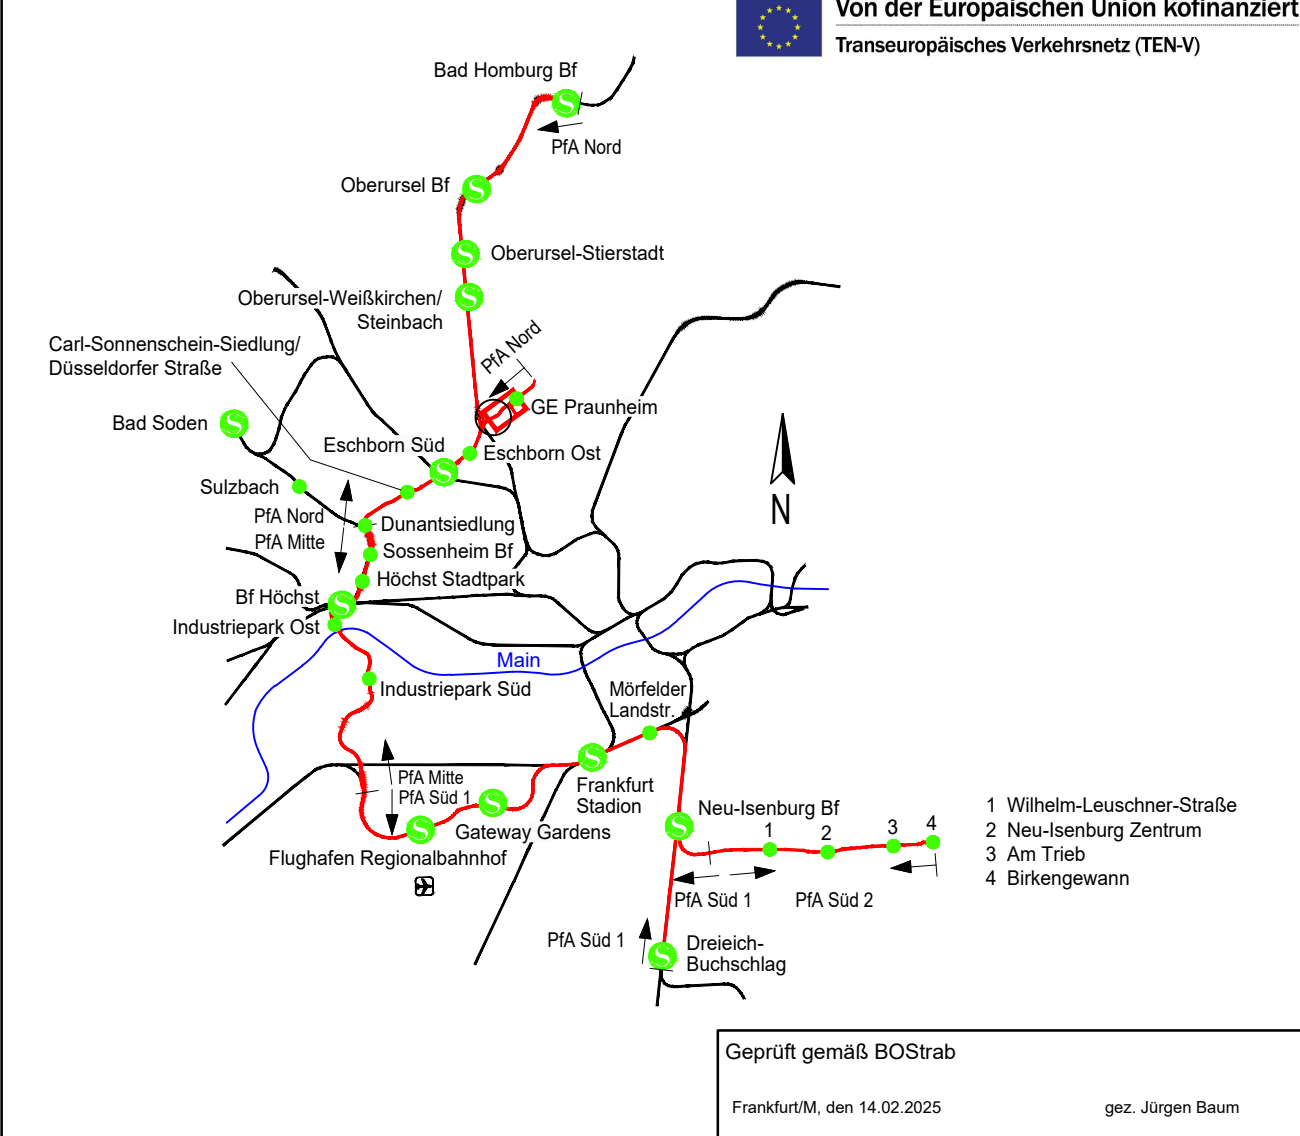 Von der Europäischen Union kofinanziert
Transeuropäisches Verkehrsnetz (TEN-V)
Bad Homburg Bf
PfA Nord
Oberursel Bf
Oberursel-Stierstadt
Oberursel-Weißkirchen/
Steinbach
Carl-Sonnenschein-Siedlung/
Düsseldorfer Straße
PfA Nord
GE Praunheim
Bad Soden
Eschborn Süd
Eschborn Ost
Sulzbach
PfA Nord
PfA Mitte
Dunantsiedlung
Sossenheim Bf
Höchst Stadtpark
Bf Höchst
Industriepark Ost
N
Main
Industriepark Süd
Mörfelder
Landstr.
PfA Mitte
PfA Süd 1
Frankfurt
Stadion
Gateway Gardens
Flughafen Regionalbahnhof
Neu-Isenburg Bf
1
2
3
4
1 Wilhelm-Leuschner-Straße
2 Neu-Isenburg Zentrum
3 Am Trieb
4 Birkengewann
PfA Süd 1
PfA Süd 2
PfA Süd 1
Dreieich-
Buchschlag
Geprüft gemäß BOStrab
Frankfurt/M, den 14.02.2025
gez. Jürgen Baum